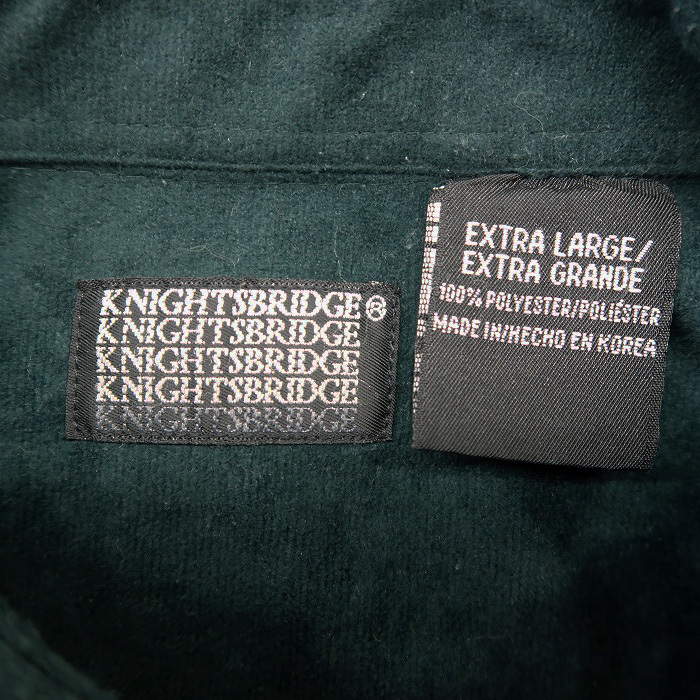 KNIGHTSBRIDGE®
KNIGHTSBRIDGE
KNIGHTSBRIDGE
KNIGHTSBRIDGE
KNIGHTSBRIDGE
EXTRA LARGE/
EXTRA GRANDE
100% POLYESTER/POLIÉSTER
MADE IN/HECHO EN KOREA